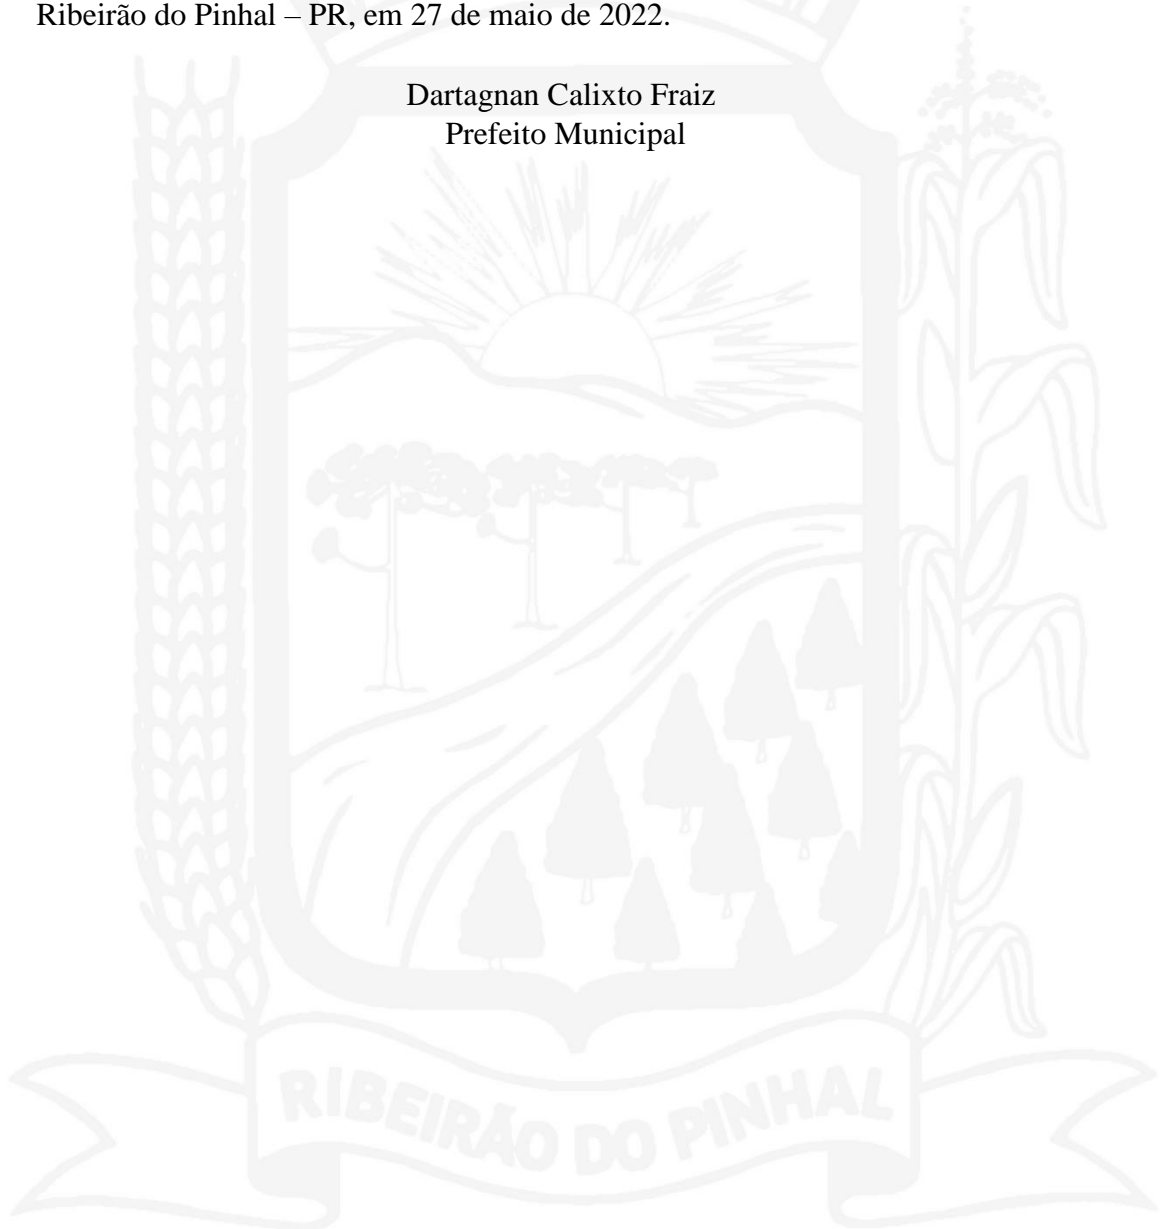 Ribeirão do Pinhal – PR, em 27 de maio de 2022.
Dartagnan Calixto Fraiz
Prefeito Municipal
RIBEIRÃO DO PINHAL